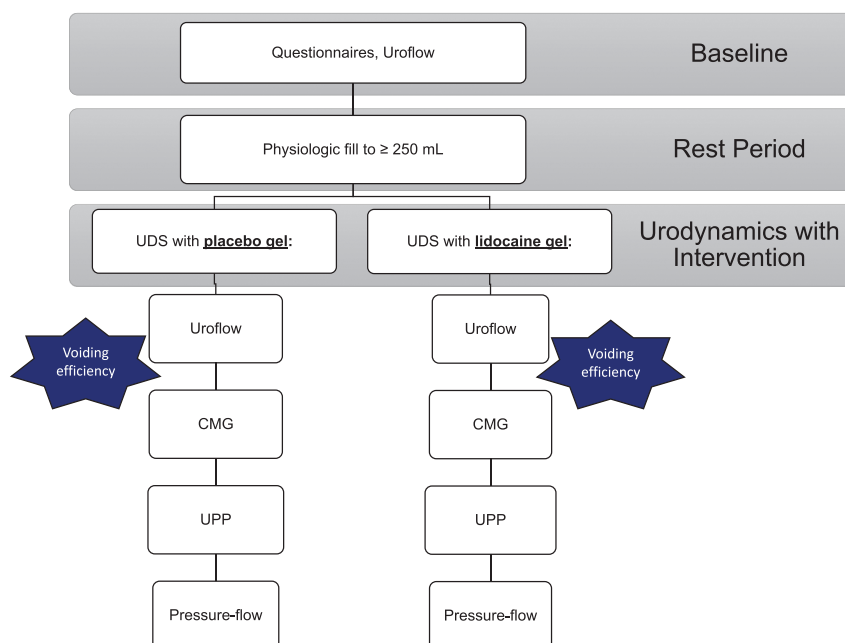 Questionnaires, Uroflow
Baseline
Physiologic fill to ≥ 250 mL
Rest Period
UDS with placebo gel:
UDS with lidocaine gel:
Urodynamics with
Intervention
Uroflow
Uroflow
Voiding
efficiency
Voiding
efficiency
CMG
CMG
UPP
UPP
Pressure-flow
Pressure-flow